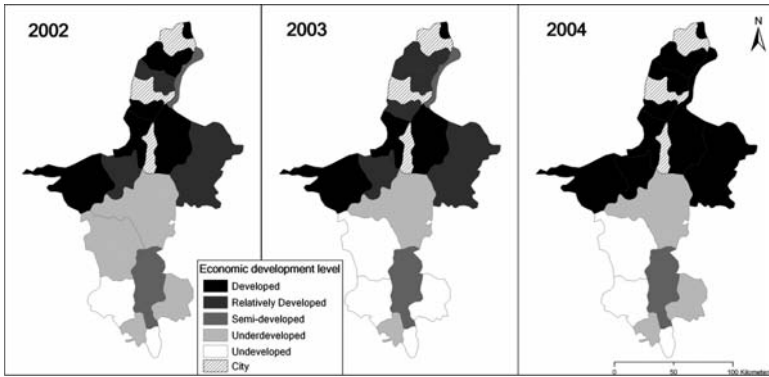 2002
2003
2004
N
Economic development level
Developed
Relatively Developed
Semi-developed
Underdeveloped
Undeveloped
City
0 50 100 Kilometers